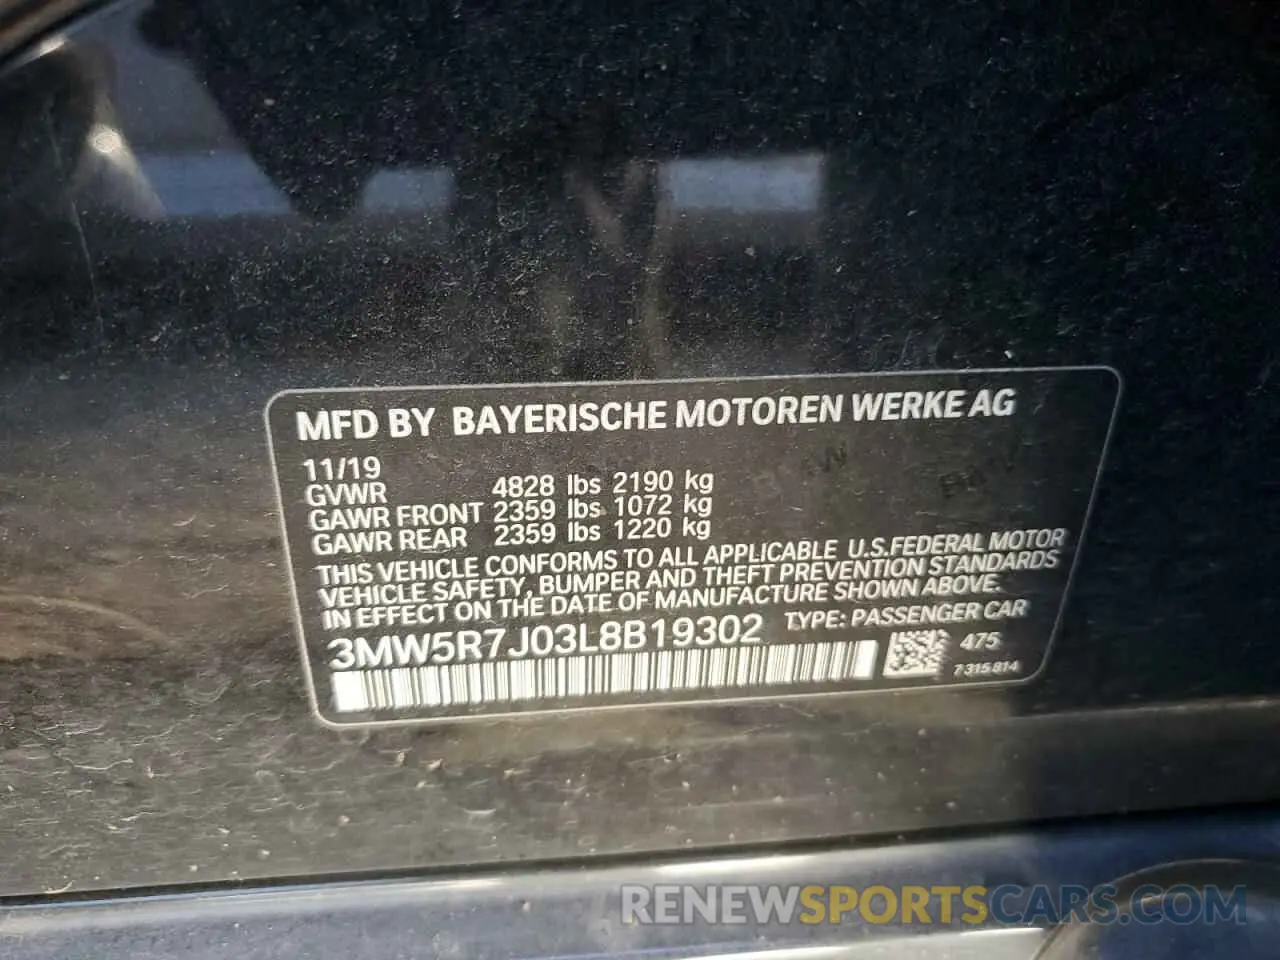 MFD BY BAYERISCHE MOTOREN WERKE AG
11/19
GVWR 4828 lbs 2190 kg
GAWR FRONT 2359 lbs 1072 kg
GAWR REAR 2359 lbs 1220 kg
THIS VEHICLE CONFORMS TO ALL APPLICABLE U.S.FEDERAL MOTOR
VEHICLE SAFETY, BUMPER AND THEFT PREVENTION STANDARDS
IN EFFECT ON THE DATE OF MANUFACTURE SHOWN ABOVE.
3MW5R7J03L8B19302 TYPE: PASSENGER CAR
475
7315814
RENEWSPORTSCARS.COM